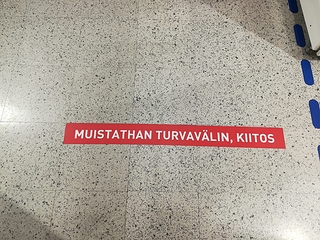 MUISTATHAN TURVAVÄLIN, KIITOS